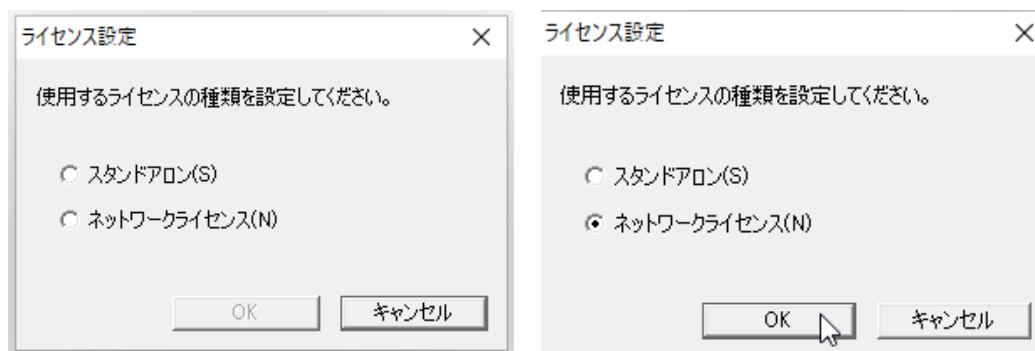 ライセンス設定
使用するライセンスの種類を設定してください。
スタンドアロン(S)
ネットワークライセンス(N)
OK
キャンセル
ライセンス設定
使用するライセンスの種類を設定してください。
スタンドアロン(S)
ネットワークライセンス(N)
OK
キャンセル